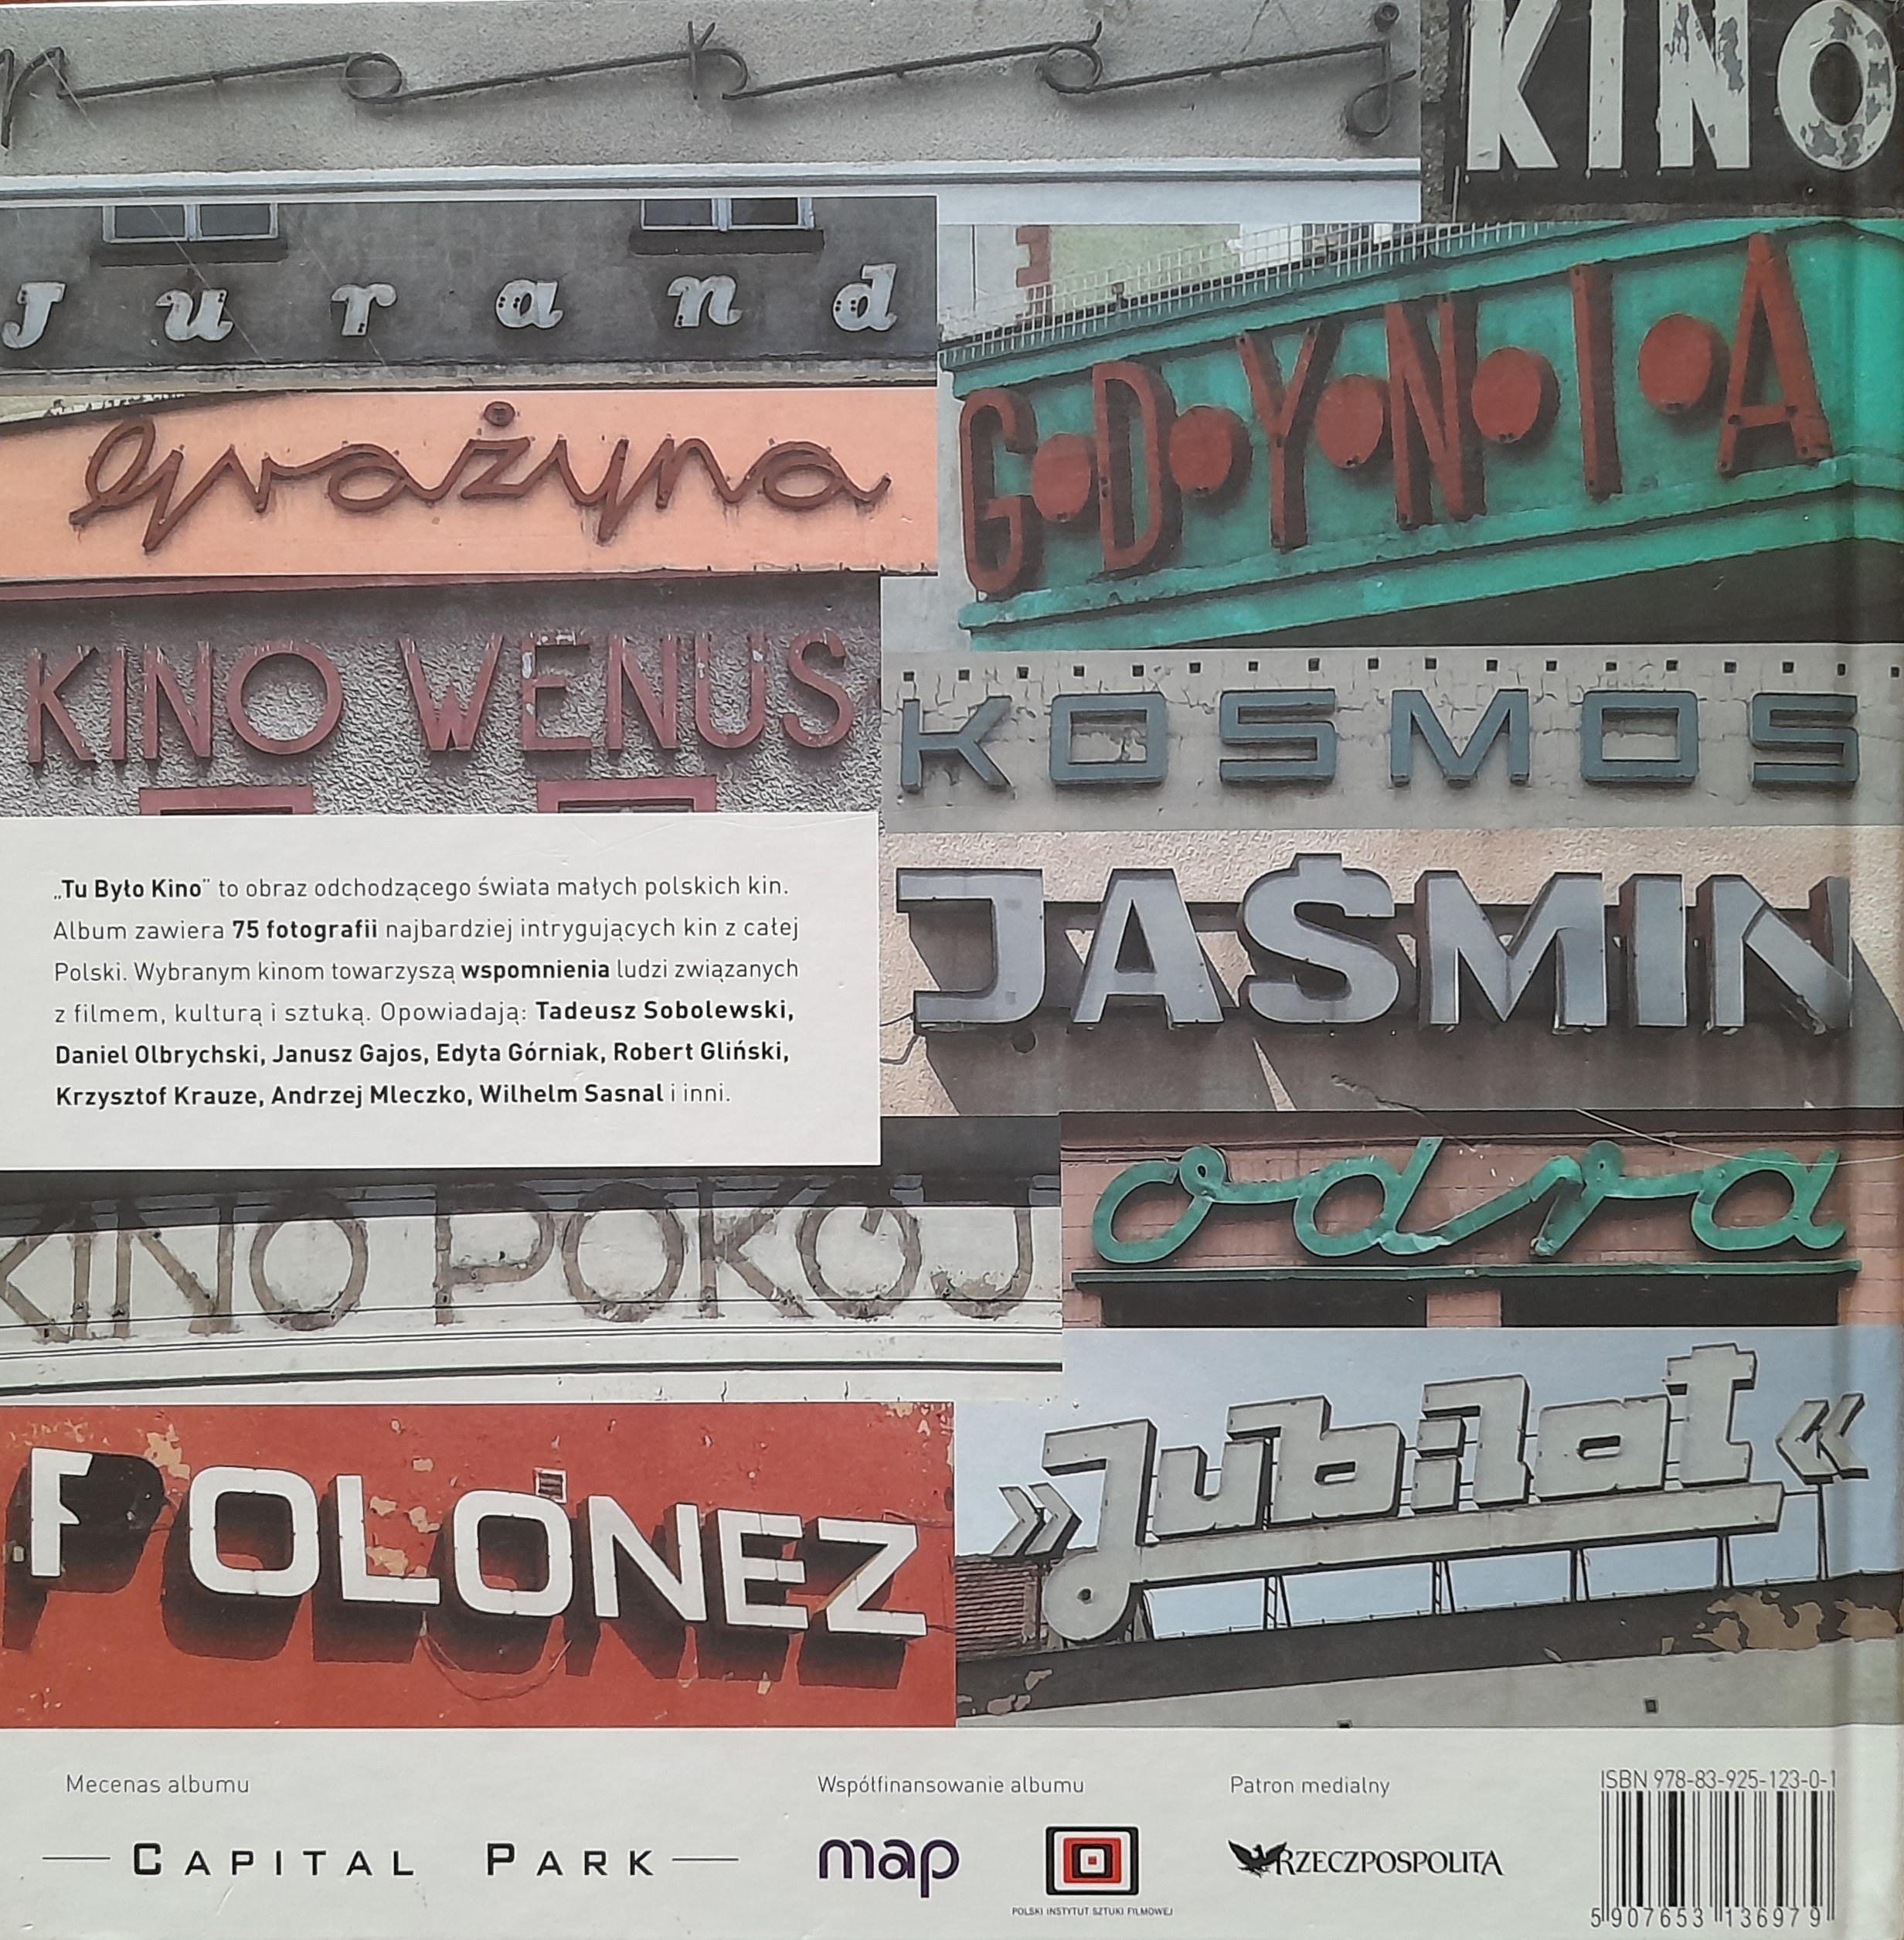 KINO
Jurand
G•D•Y•N•I•A
Grażyna
KINO WENUS
KOSMOS
JAŚMIN
„Tu Było Kino” to obraz odchodzącego świata małych polskich kin.
Album zawiera 75 fotografii najbardziej intrygujących kin z całej
Polski. Wybranym kinom towarzyszą wspomnienia ludzi związanych
z filmem, kulturą i sztuką. Opowiadają: Tadeusz Sobolewski,
Daniel Olbrychski, Janusz Gajos, Edyta Górniak, Robert Gliński,
Krzysztof Krauze, Andrzej Mleczko, Wilhelm Sasnal i inni.
odra
KINO POKÓJ
»Jubilat«
POLONEZ
Mecenas albumu
CAPITAL PARK
Współfinansowanie albumu
map
POLSKI INSTYTUT SZTUKI FILMOWEJ
Patron medialny
RZECZPOSPOLITA
ISBN 978-83-925-123-0-1
5 907653 136979